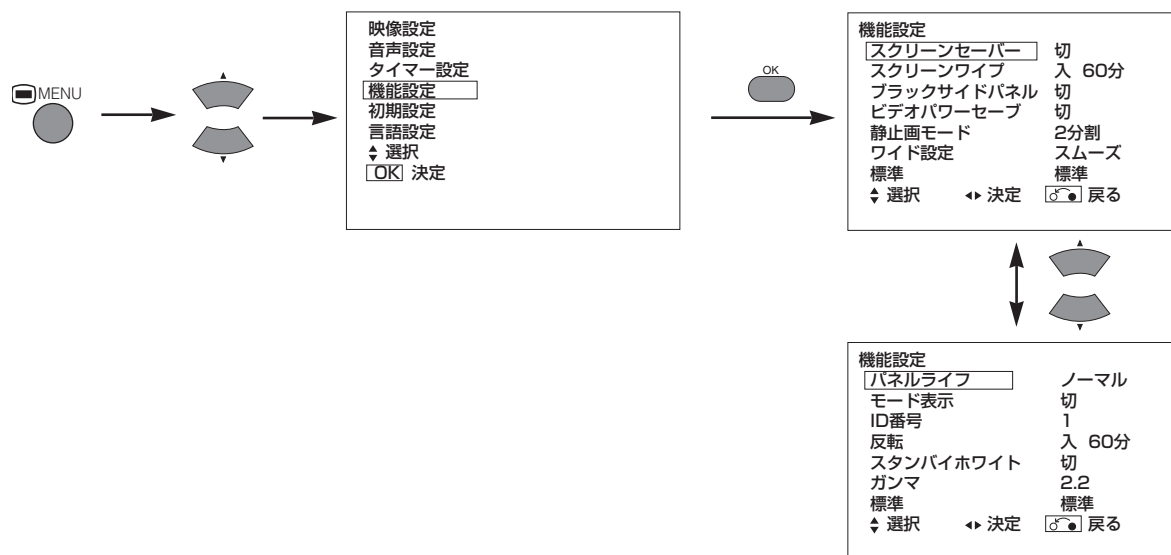 MENU
映像設定
音声設定
タイマー設定
機能設定
初期設定
言語設定
選択
OK 決定
OK
機能設定
スクリーンセーバー 切
スクリーンワイプ 入 60分
ブラックサイドパネル 切
ビデオパワーセーブ 切
静止画モード 2分割
ワイド設定 スムーズ
標準 標準
選択 決定 戻る
機能設定
パネルライフ ノーマル
モード表示 切
ID番号 1
反転 入 60分
スタンバイホワイト 切
ガンマ 2.2
標準 標準
選択 決定 戻る